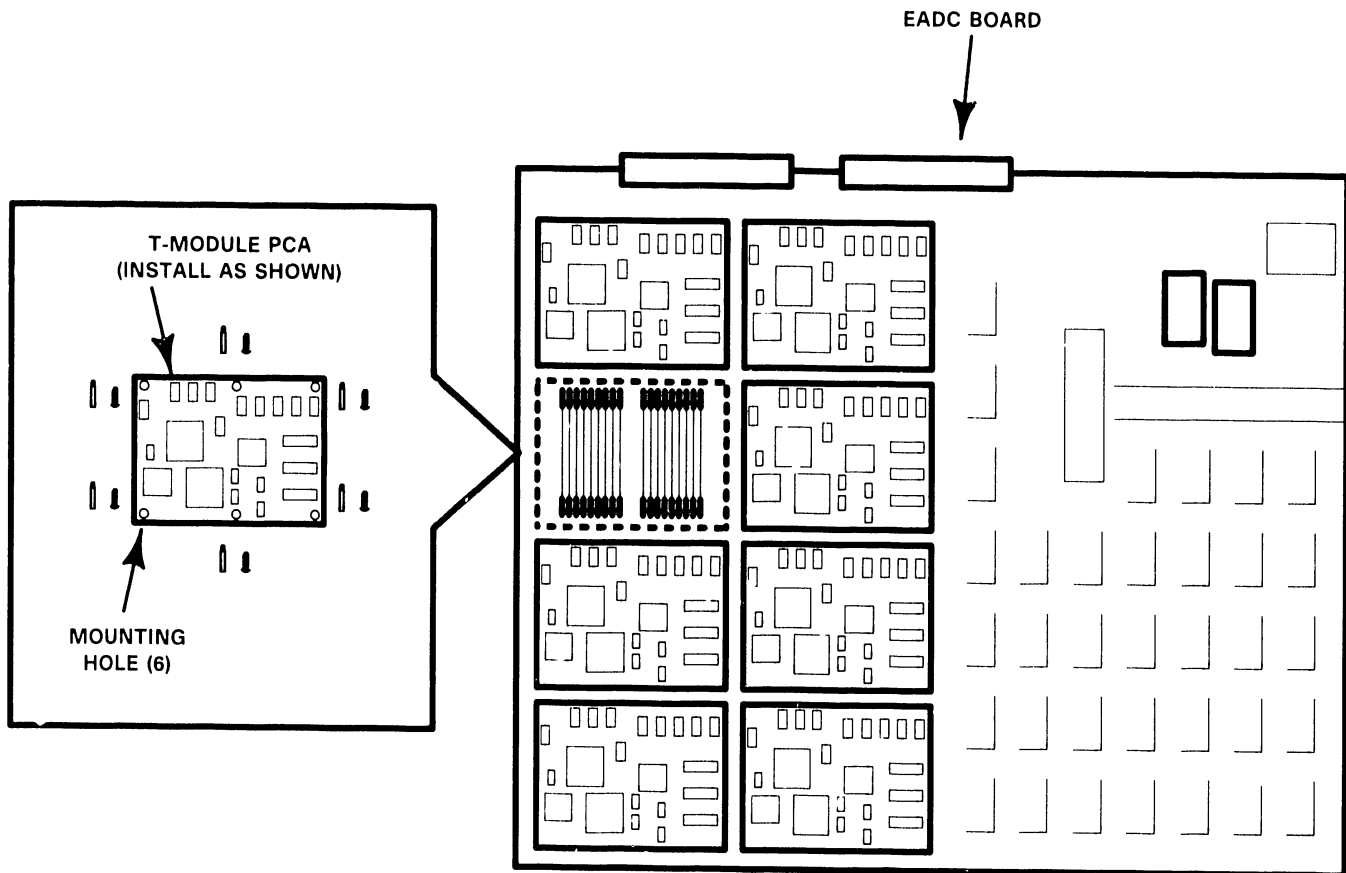 EADC BOARD
T-MODULE PCA
(INSTALL AS SHOWN)
MOUNTING
HOLE (6)